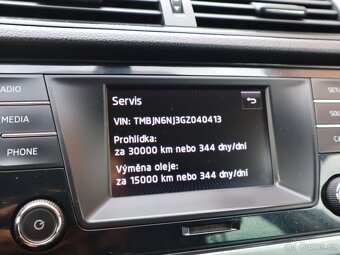 Servis
VIN: TMBJN6NJ3GZ040413
Prohlídka:
za 30000 km nebo 344 dny/dní
Výměna oleje:
za 15000 km nebo 344 dny/dní
RADIO
MEDIA
PHONE